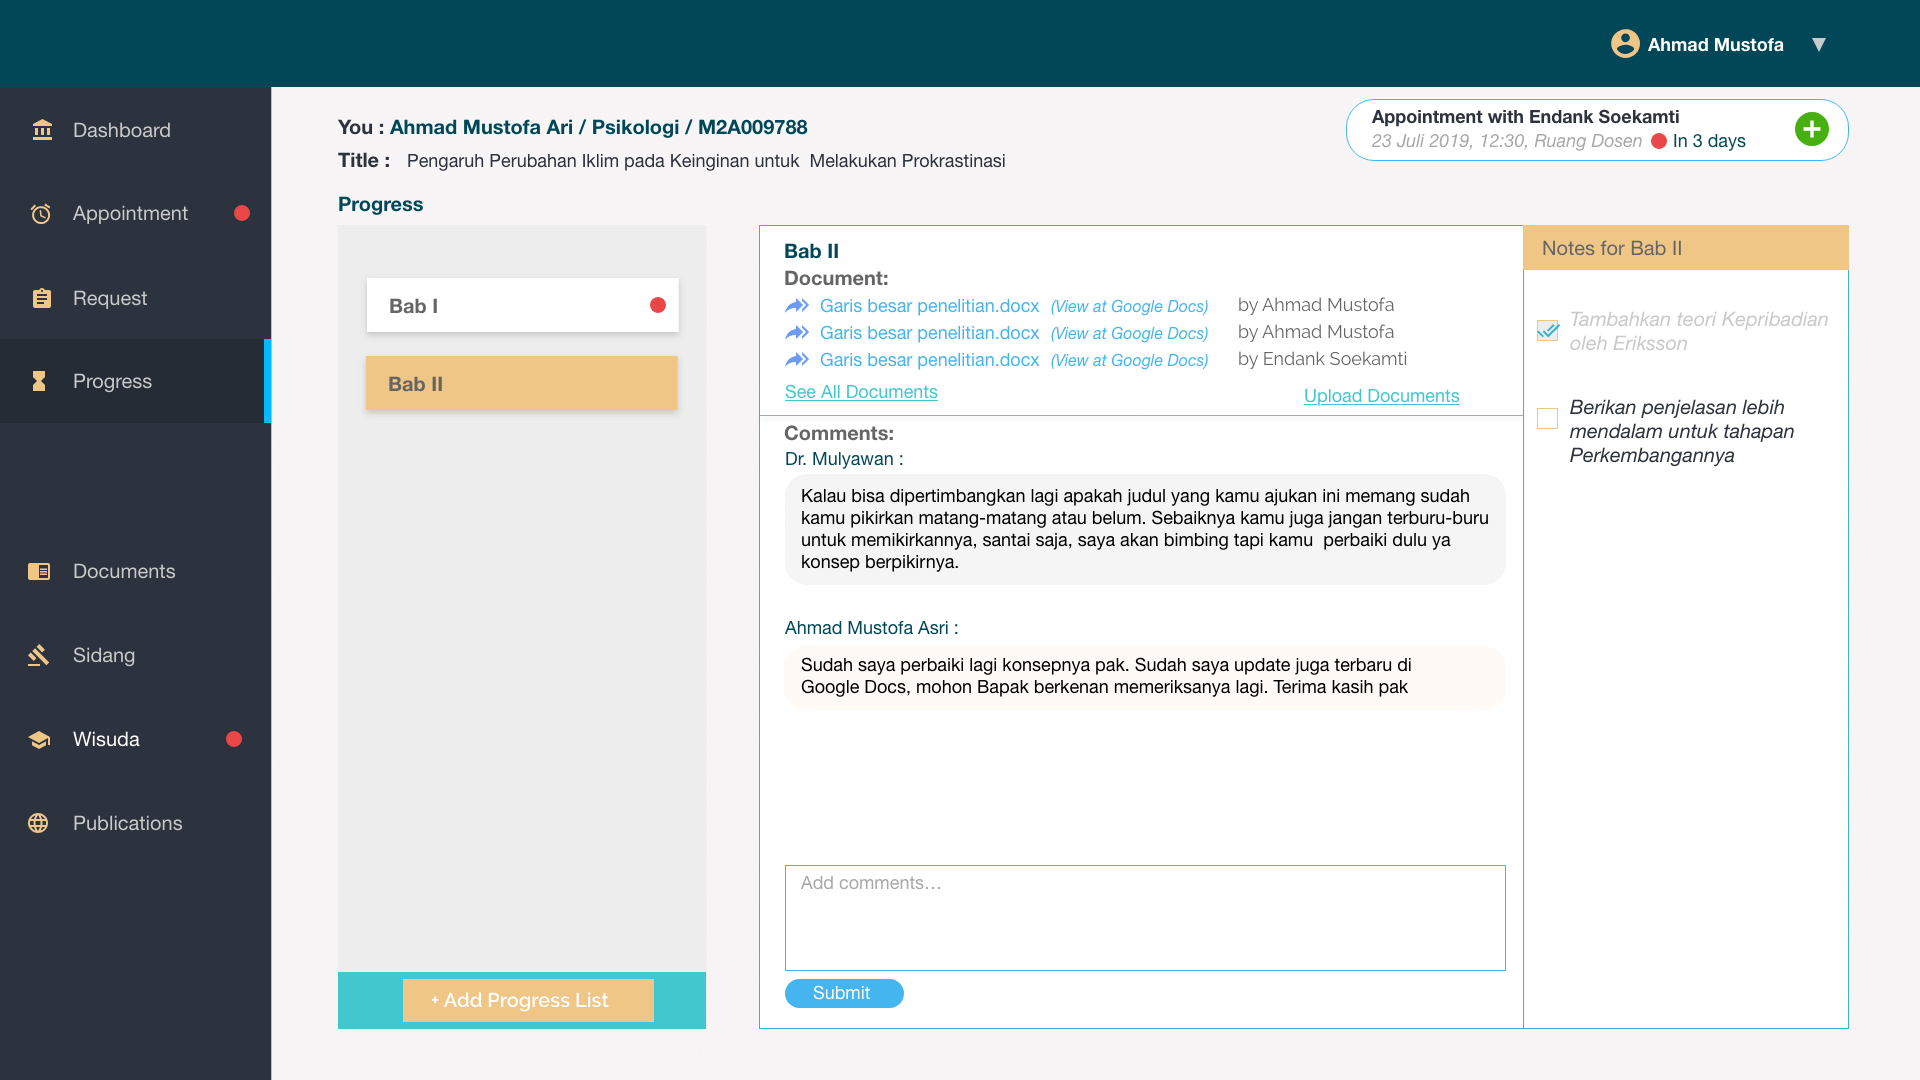 Ahmad Mustofa ▼
Dashboard
Appointment
Request
Progress
Documents
Sidang
Wisuda
Publications
You : Ahmad Mustofa Ari / Psikologi / M2A009788
Title : Pengaruh Perubahan Iklim pada Keinginan untuk  Melakukan Prokrastinasi
Appointment with Endank Soekamti
23 Juli 2019, 12:30, Ruang Dosen In 3 days
Progress
Bab I
Bab II
+ Add Progress List
Bab II
Document:
Garis besar penelitian.docx (View at Google Docs) by Ahmad Mustofa
Garis besar penelitian.docx (View at Google Docs) by Ahmad Mustofa
Garis besar penelitian.docx (View at Google Docs) by Endank Soekamti
See All Documents Upload Documents
Comments:
Dr. Mulyawan :
Kalau bisa dipertimbangkan lagi apakah judul yang kamu ajukan ini memang sudah
kamu pikirkan matang-matang atau belum. Sebaiknya kamu juga jangan terburu-buru
untuk memikirkannya, santai saja, saya akan bimbing tapi kamu  perbaiki dulu ya
konsep berpikirnya.
Ahmad Mustofa Asri :
Sudah saya perbaiki lagi konsepnya pak. Sudah saya update juga terbaru di
Google Docs, mohon Bapak berkenan memeriksanya lagi. Terima kasih pak
Add comments...
Submit
Notes for Bab II
Tambahkan teori Kepribadian
oleh Eriksson
Berikan penjelasan lebih
mendalam untuk tahapan
Perkembangannya